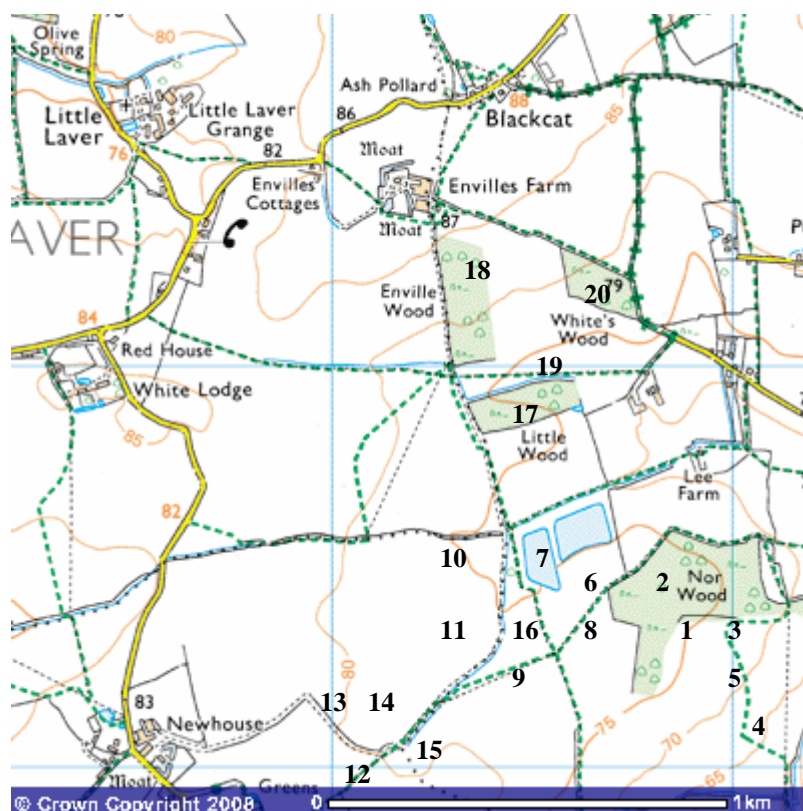 80
Olive
Spring
Ash Pollard
88
85
Blackcat
Little
Laver
Little Laver
Grange
76
82
86
Moat
Envilles
Cottages
Envilles Farm
Moat
87
AVER
18
79
20
Enville
Wood
White's
Wood
84
Red House
19
White Lodge
17
85
Little
Wood
82
Lee
Farm
10
7
6
2
Nor
Wood
11
16
8
1
3
9
5
80
13
14
75
4
83
Newhouse
70
15
Moat
12
65
Greens
© Crown Copyright 2008
0
1km